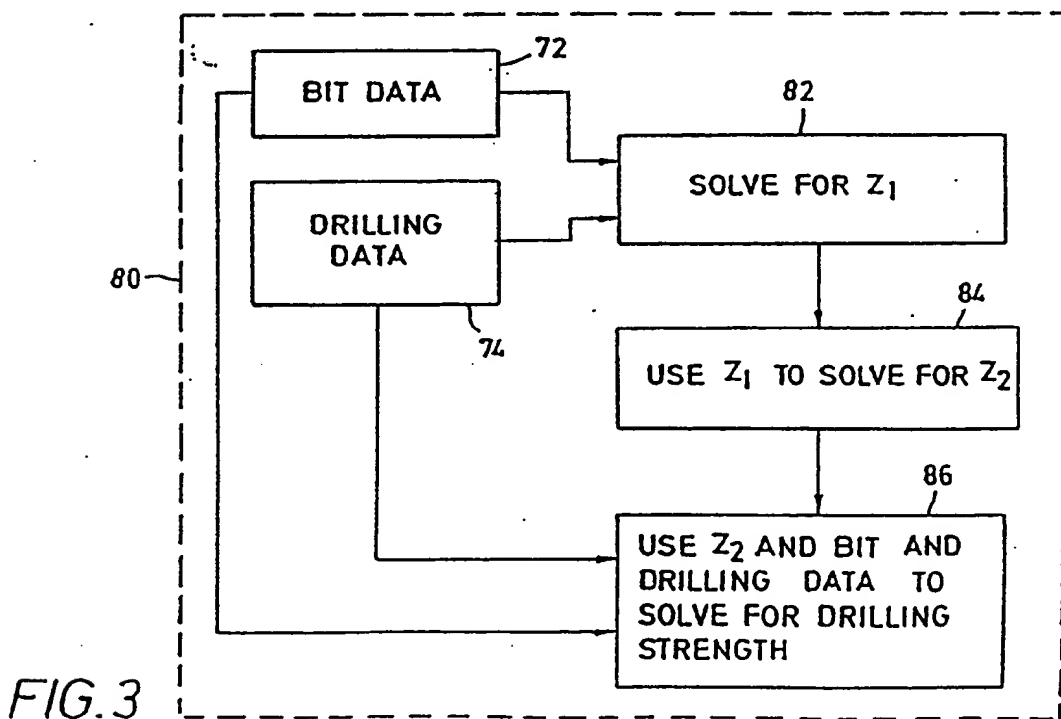 72
BIT DATA
82
SOLVE FOR Z1
DRILLING
DATA
80
74
84
USE Z1 TO SOLVE FOR Z2
86
USE Z2 AND BIT AND
DRILLING DATA TO
SOLVE FOR DRILLING
STRENGTH
FIG. 3